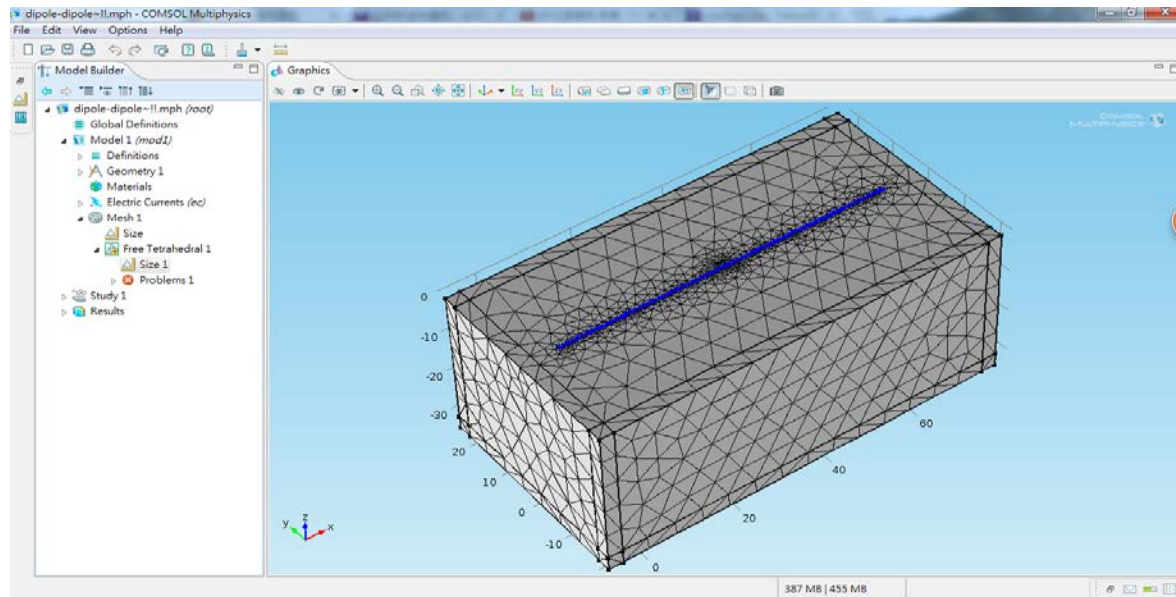 dipole-dipole~!!.mph - COMSOL Multiphysics
File Edit View Options Help
Model Builder
dipole-dipole~!!.mph (root)
Global Definitions
Model 1 (mod1)
Definitions
Geometry 1
Materials
Electric Currents (ec)
Mesh 1
Size
Free Tetrahedral 1
Size 1
Problems 1
Study 1
Results
Graphics
COMSOL
MULTIPHYSICS
0
-10
-20
-30
20
10
0
-10
0
20
40
60
y z x
387 MB | 455 MB